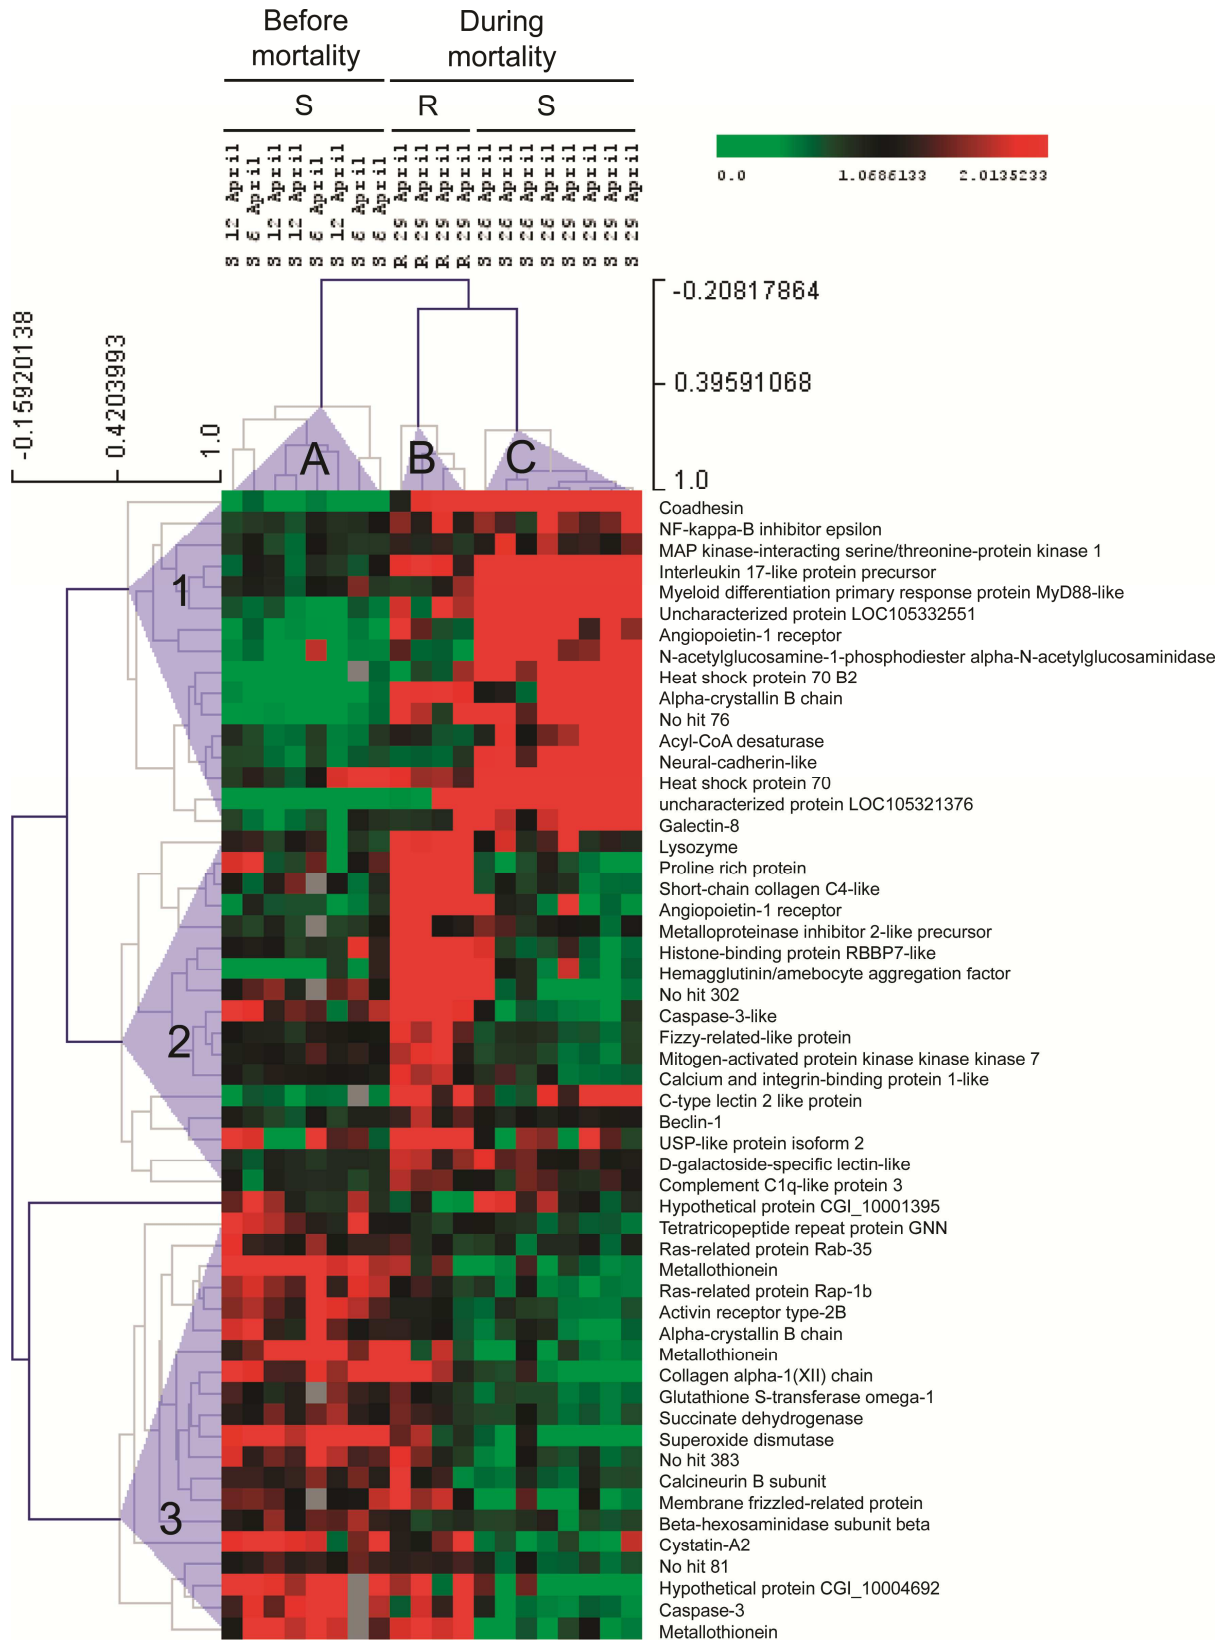 Before
mortality
During
mortality
S
R
S
S 12 April
S 8 April
S 12 April
S 12 April
S 8 April
S 12 April
S 8 April
S 8 April
R 29 April
R 29 April
R 29 April
R 29 April
S 28 April
S 28 April
S 28 April
S 28 April
S 29 April
S 29 April
S 29 April
S 29 April
0.0
1.0686133
2.0135233
-0.20817864
0.39591068
1.0
-0.15920138
0.4203993
1.0
A
B
C
1
2
3
Coadhesin
NF-kappa-B inhibitor epsilon
MAP kinase-interacting serine/threonine-protein kinase 1
Interleukin 17-like protein precursor
Myeloid differentiation primary response protein MyD88-like
Uncharacterized protein LOC105332551
Angiopoietin-1 receptor
N-acetylglucosamine-1-phosphodiester alpha-N-acetylglucosaminidase
Heat shock protein 70 B2
Alpha-crystallin B chain
No hit 76
Acyl-CoA desaturase
Neural-cadherin-like
Heat shock protein 70
uncharacterized protein LOC105321376
Galectin-8
Lysozyme
Proline rich protein
Short-chain collagen C4-like
Angiopoietin-1 receptor
Metalloproteinase inhibitor 2-like precursor
Histone-binding protein RBBP7-like
Hemagglutinin/amebocyte aggregation factor
No hit 302
Caspase-3-like
Fizzy-related-like protein
Mitogen-activated protein kinase kinase kinase 7
Calcium and integrin-binding protein 1-like
C-type lectin 2 like protein
Beclin-1
USP-like protein isoform 2
D-galactoside-specific lectin-like
Complement C1q-like protein 3
Hypothetical protein CGI_10001395
Tetratricopeptide repeat protein GNN
Ras-related protein Rab-35
Metallothionein
Ras-related protein Rap-1b
Activin receptor type-2B
Alpha-crystallin B chain
Metallothionein
Collagen alpha-1(XII) chain
Glutathione S-transferase omega-1
Succinate dehydrogenase
Superoxide dismutase
No hit 383
Calcineurin B subunit
Membrane frizzled-related protein
Beta-hexosaminidase subunit beta
Cystatin-A2
No hit 81
Hypothetical protein CGI_10004692
Caspase-3
Metallothionein